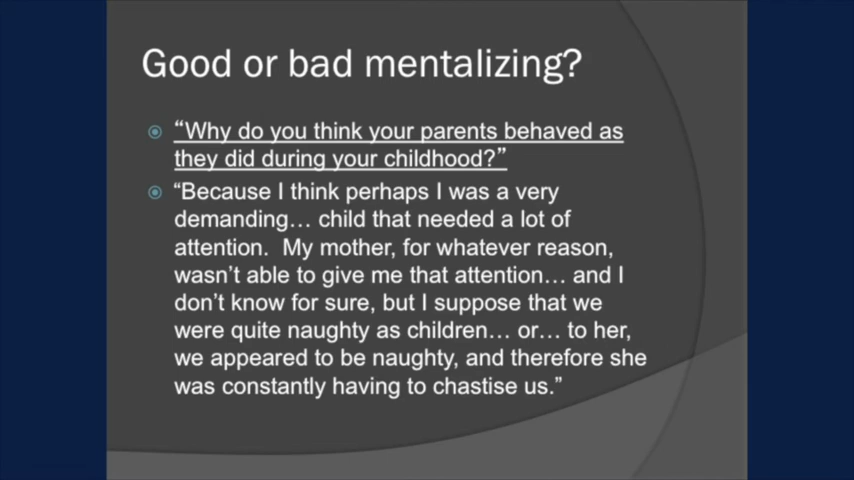 Good or bad mentalizing?
“Why do you think your parents behaved as
they did during your childhood?”
“Because I think perhaps I was a very
demanding… child that needed a lot of
attention.  My mother, for whatever reason,
wasn’t able to give me that attention… and I
don’t know for sure, but I suppose that we
were quite naughty as children… or… to her,
we appeared to be naughty, and therefore she
was constantly having to chastise us.”